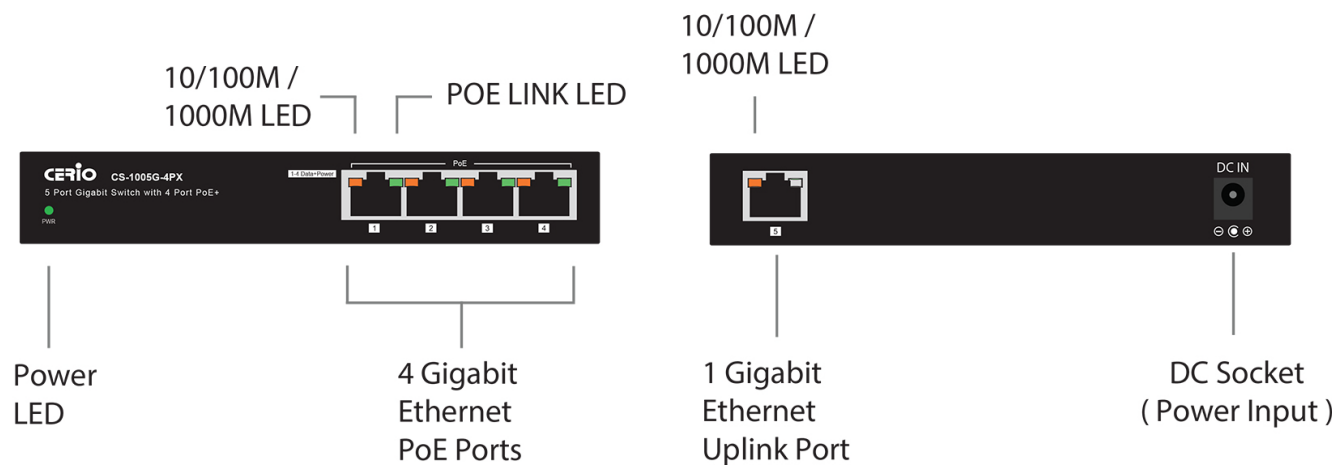 10/100M /
1000M LED
POE LINK LED
10/100M /
1000M LED
CERIO CS-1005G-4PX
5 Port Gigabit Switch with 4 Port PoE+
PWR
1-4 Data+Power
PoE
1 2 3 4
5
DC IN
Power
LED
4 Gigabit
Ethernet
PoE Ports
1 Gigabit
Ethernet
Uplink Port
DC Socket
( Power Input )